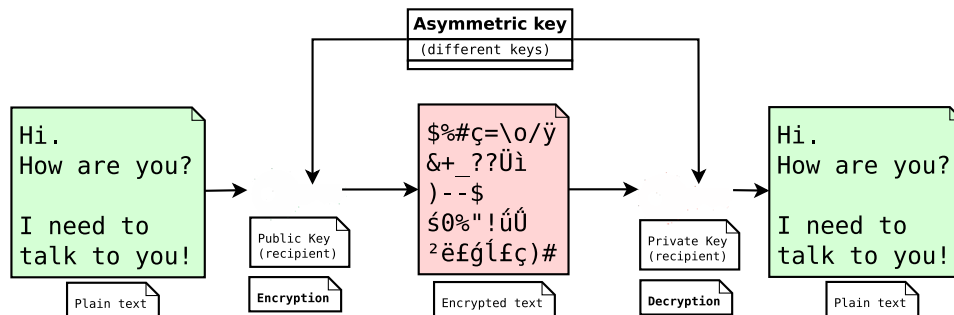 Asymmetric key
(different keys)
Hi.
How are you?
I need to
talk to you!
Plain text
Public Key
(recipient)
Encryption
$%#ç=\o/ÿ
&+_??Üì
)--$
ś0%"!űÚ
²ë£ǵĺ£ç)#
Encrypted text
Private Key
(recipient)
Decryption
Hi.
How are you?
I need to
talk to you!
Plain text